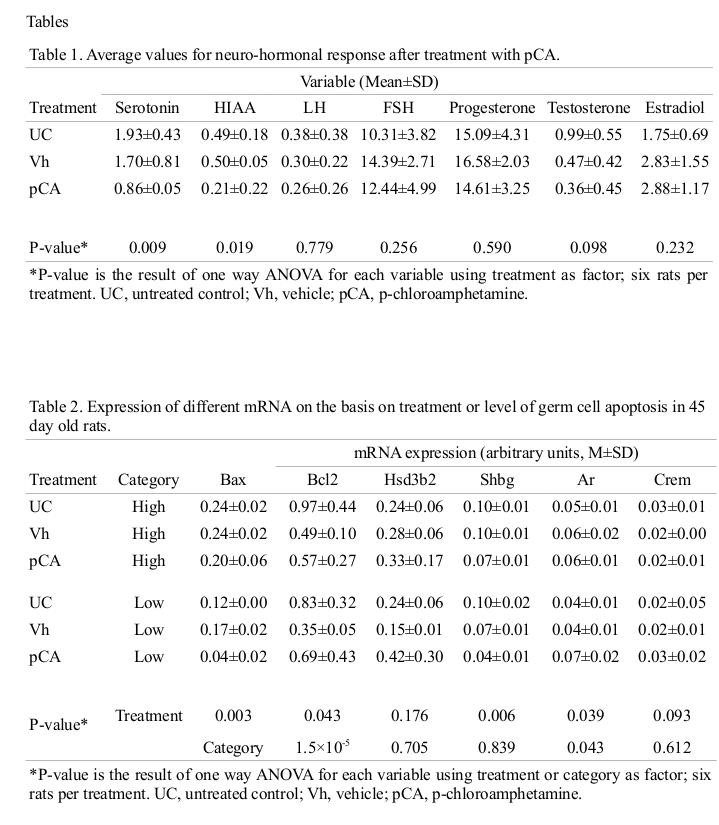 Tables
Table 1. Average values for neuro-hormonal response after treatment with pCA.
Variable (Mean±SD)
Treatment Serotonin HIAA LH FSH Progesterone Testosterone Estradiol
UC 1.93±0.43 0.49±0.18 0.38±0.38 10.31±3.82 15.09±4.31 0.99±0.55 1.75±0.69
Vh 1.70±0.81 0.50±0.05 0.30±0.22 14.39±2.71 16.58±2.03 0.47±0.42 2.83±1.55
pCA 0.86±0.05 0.21±0.22 0.26±0.26 12.44±4.99 14.61±3.25 0.36±0.45 2.88±1.17
P-value* 0.009 0.019 0.779 0.256 0.590 0.098 0.232
*P-value is the result of one way ANOVA for each variable using treatment as factor; six rats per
treatment. UC, untreated control; Vh, vehicle; pCA, p-chloroamphetamine.
Table 2. Expression of different mRNA on the basis on treatment or level of germ cell apoptosis in 45
day old rats.
mRNA expression (arbitrary units, M±SD)
Treatment Category Bax Bcl2 Hsd3b2 Shbg Ar Crem
UC High 0.24±0.02 0.97±0.44 0.24±0.06 0.10±0.01 0.05±0.01 0.03±0.01
Vh High 0.24±0.02 0.49±0.10 0.28±0.06 0.10±0.01 0.06±0.02 0.02±0.00
pCA High 0.20±0.06 0.57±0.27 0.33±0.17 0.07±0.01 0.06±0.01 0.02±0.01
UC Low 0.12±0.00 0.83±0.32 0.24±0.06 0.10±0.02 0.04±0.01 0.02±0.05
Vh Low 0.17±0.02 0.35±0.05 0.15±0.01 0.07±0.01 0.04±0.01 0.02±0.01
pCA Low 0.04±0.02 0.69±0.43 0.42±0.30 0.04±0.01 0.07±0.02 0.03±0.02
P-value* Treatment 0.003 0.043 0.176 0.006 0.039 0.093
Category 1.5×10⁻⁵ 0.705 0.839 0.043 0.612
*P-value is the result of one way ANOVA for each variable using treatment or category as factor; six
rats per treatment. UC, untreated control; Vh, vehicle; pCA, p-chloroamphetamine.